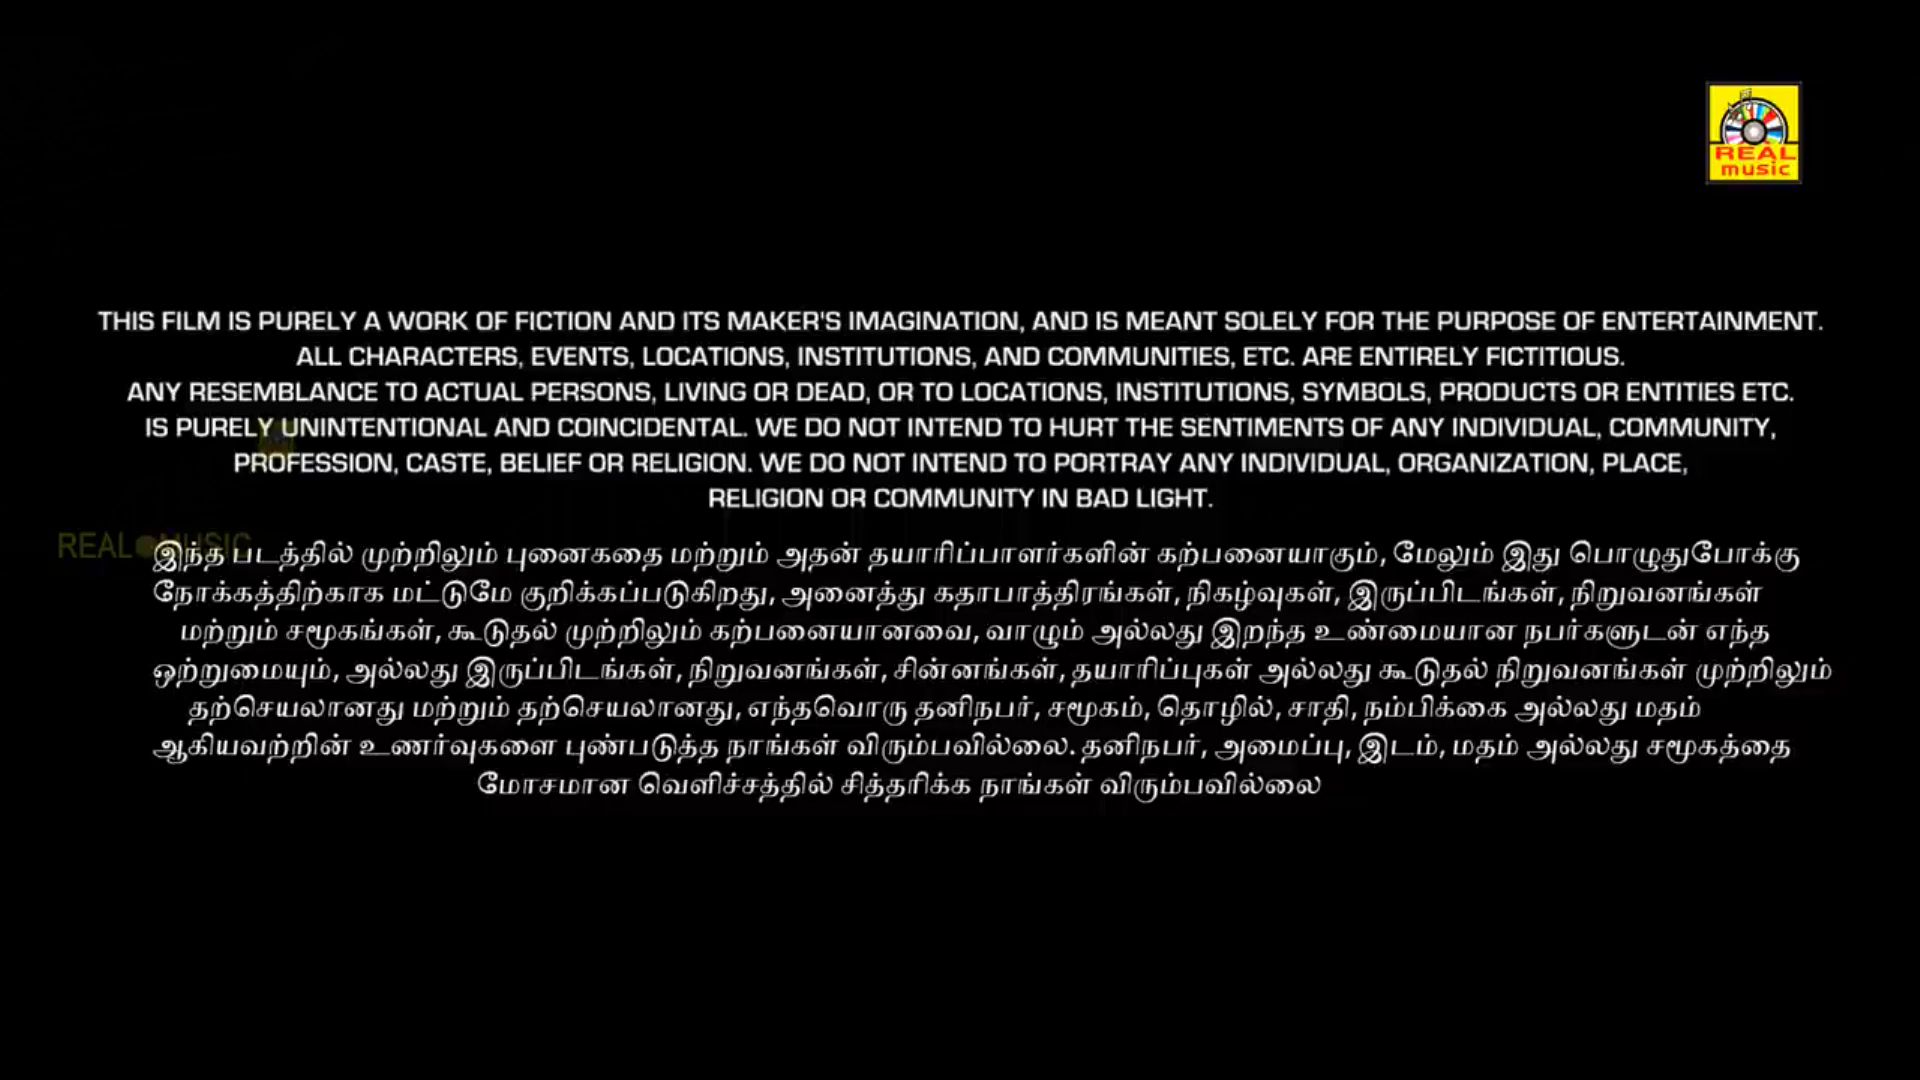 REAL
music
THIS FILM IS PURELY A WORK OF FICTION AND ITS MAKER'S IMAGINATION, AND IS MEANT SOLELY FOR THE PURPOSE OF ENTERTAINMENT.
ALL CHARACTERS, EVENTS, LOCATIONS, INSTITUTIONS, AND COMMUNITIES, ETC. ARE ENTIRELY FICTITIOUS.
ANY RESEMBLANCE TO ACTUAL PERSONS, LIVING OR DEAD, OR TO LOCATIONS, INSTITUTIONS, SYMBOLS, PRODUCTS OR ENTITIES ETC.
IS PURELY UNINTENTIONAL AND COINCIDENTAL. WE DO NOT INTEND TO HURT THE SENTIMENTS OF ANY INDIVIDUAL, COMMUNITY,
PROFESSION, CASTE, BELIEF OR RELIGION. WE DO NOT INTEND TO PORTRAY ANY INDIVIDUAL, ORGANIZATION, PLACE,
RELIGION OR COMMUNITY IN BAD LIGHT.
REAL MUSIC
இந்த படத்தில் முற்றிலும் புனைகதை மற்றும் அதன் தயாரிப்பாளர்களின் கற்பனையாகும், மேலும் இது பொழுதுபோக்கு
நோக்கத்திற்காக மட்டுமே குறிக்கப்படுகிறது, அனைத்து கதாபாத்திரங்கள், நிகழ்வுகள், இருப்பிடங்கள், நிறுவனங்கள்
மற்றும் சமூகங்கள், கூடுதல் முற்றிலும் கற்பனையானவை, வாழும் அல்லது இறந்த உண்மையான நபர்களுடன் எந்த
ஒற்றுமையும், அல்லது இருப்பிடங்கள், நிறுவனங்கள், சின்னங்கள், தயாரிப்புகள் அல்லது கூடுதல் நிறுவனங்கள் முற்றிலும்
தற்செயலானது மற்றும் தற்செயலானது, எந்தவொரு தனிநபர், சமூகம், தொழில், சாதி, நம்பிக்கை அல்லது மதம்
ஆகியவற்றின் உணர்வுகளை புண்படுத்த நாங்கள் விரும்பவில்லை. தனிநபர், அமைப்பு, இடம், மதம் அல்லது சமூகத்தை
மோசமான வெளிச்சத்தில் சித்தரிக்க நாங்கள் விரும்பவில்லை